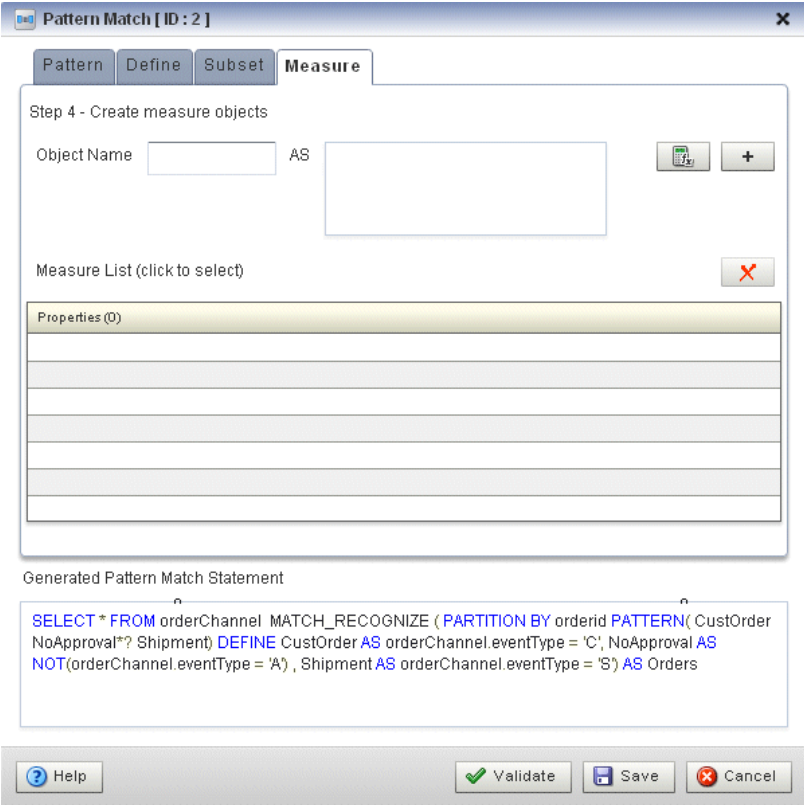 Pattern Match [ ID : 2 ]
Pattern Define Subset Measure
Step 4 - Create measure objects
Object Name AS +
Measure List (click to select)
Properties (0)
Generated Pattern Match Statement
SELECT * FROM orderChannel MATCH_RECOGNIZE ( PARTITION BY orderid PATTERN( CustOrder
NoApproval*? Shipment) DEFINE CustOrder AS orderChannel.eventType = 'C', NoApproval AS
NOT(orderChannel.eventType = 'A') , Shipment AS orderChannel.eventType = 'S') AS Orders
Help Validate Save Cancel